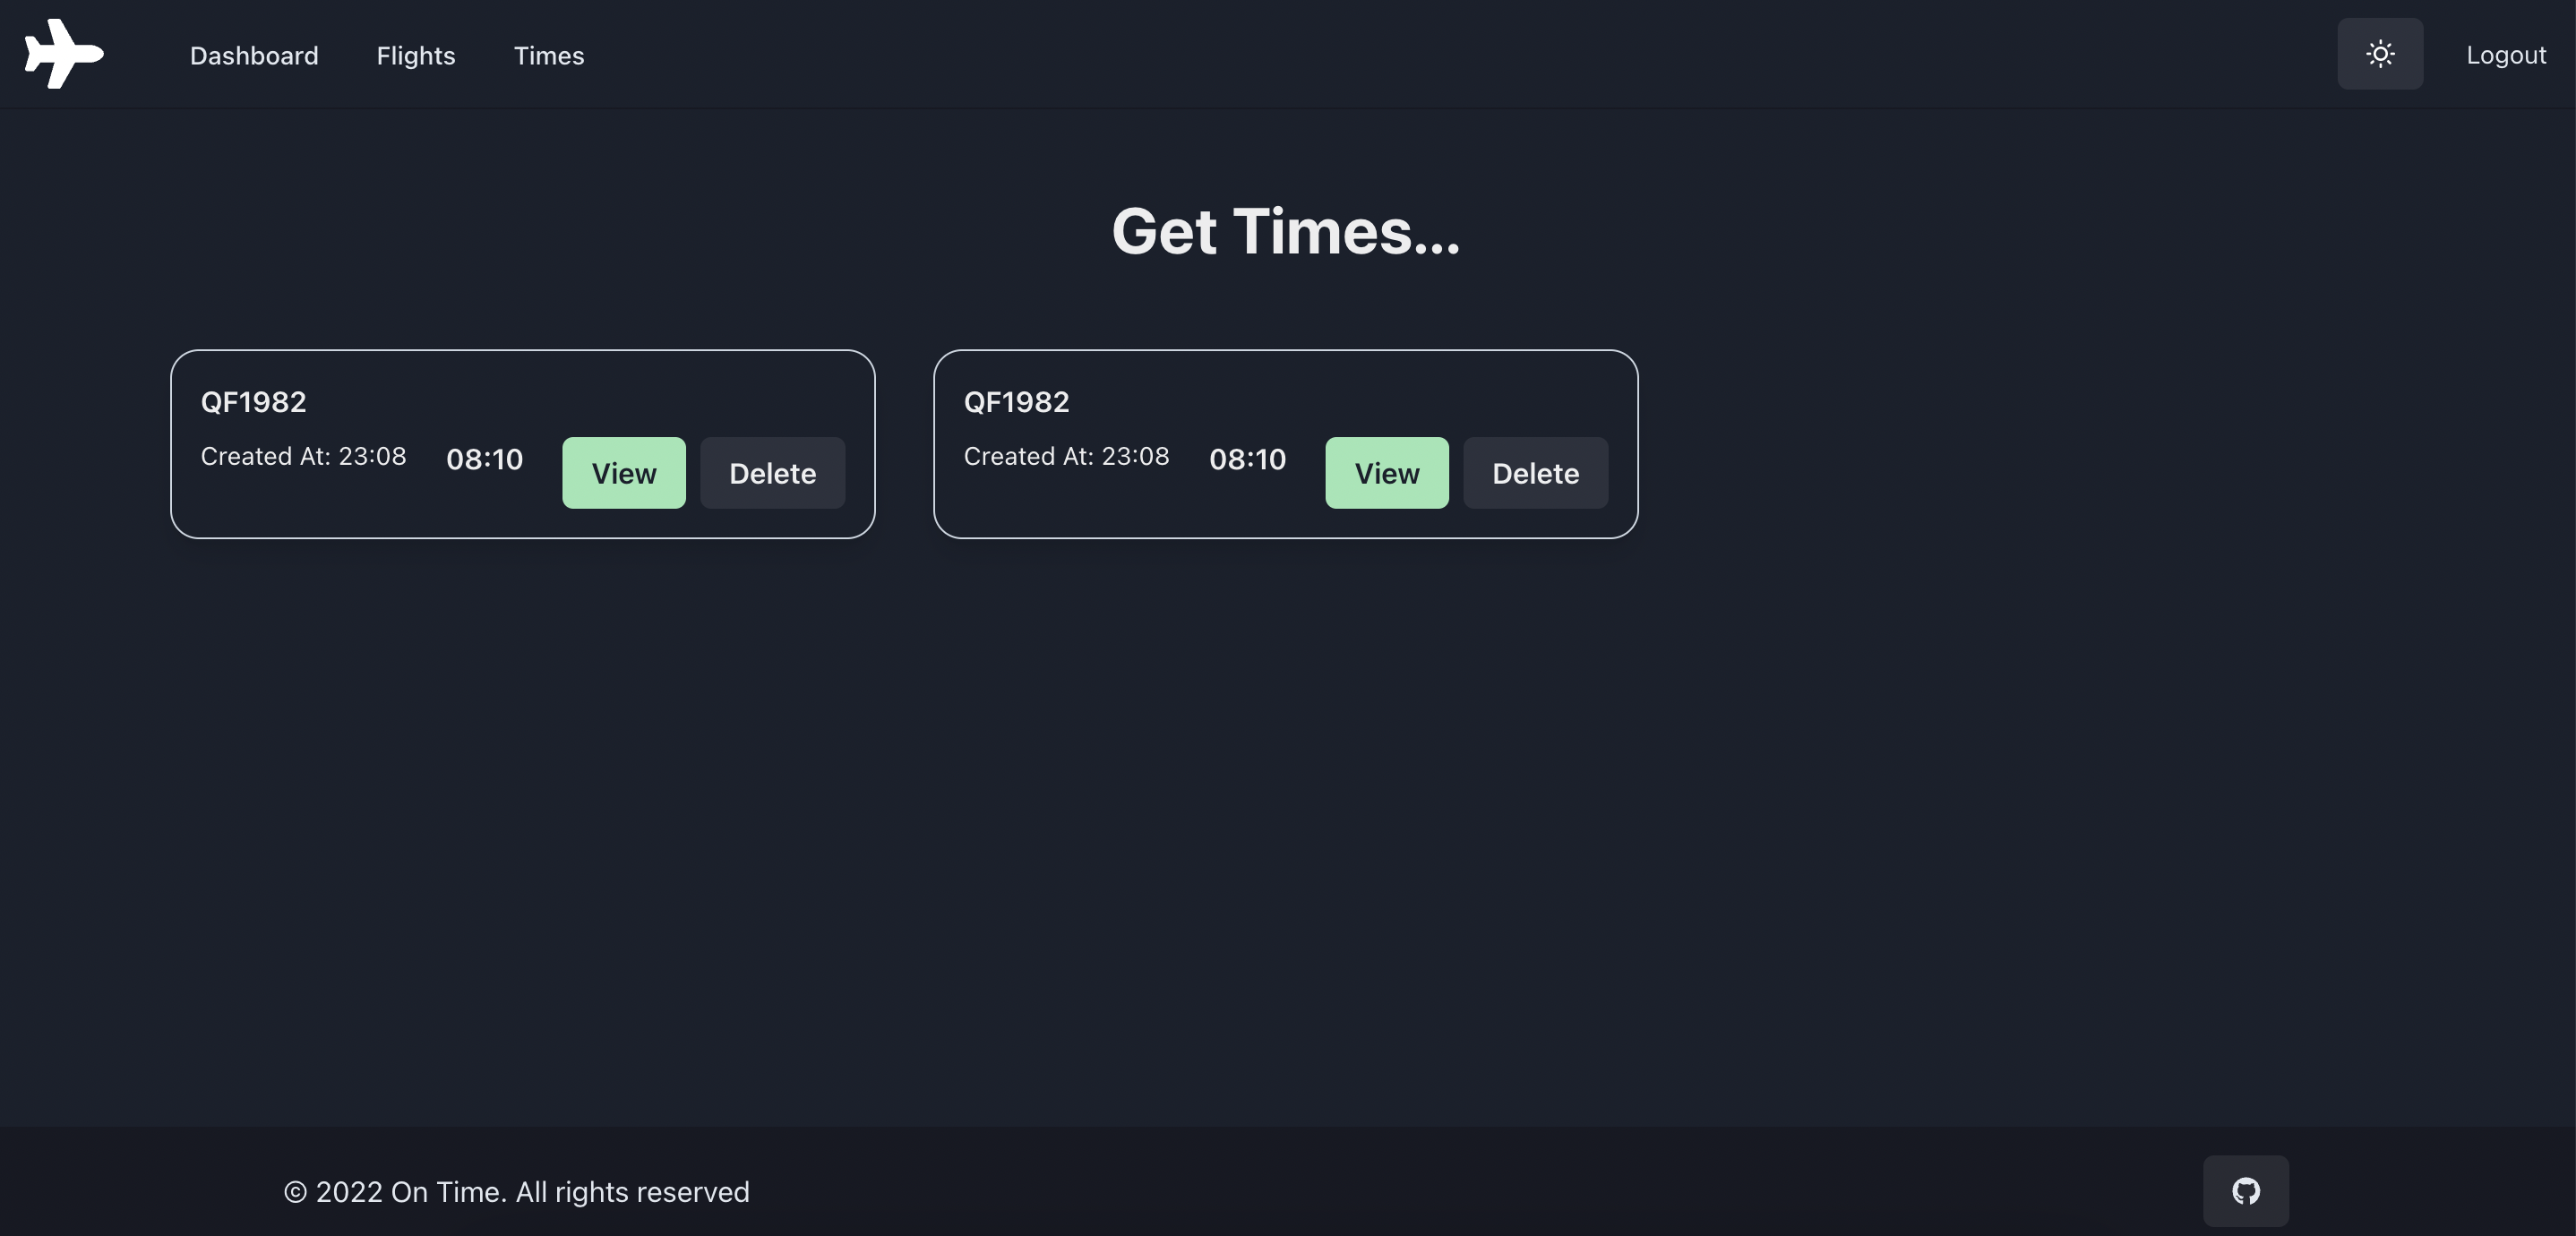 Dashboard Flights Times Logout
Get Times...
QF1982
Created At: 23:08 08:10 View Delete
QF1982
Created At: 23:08 08:10 View Delete
© 2022 On Time. All rights reserved